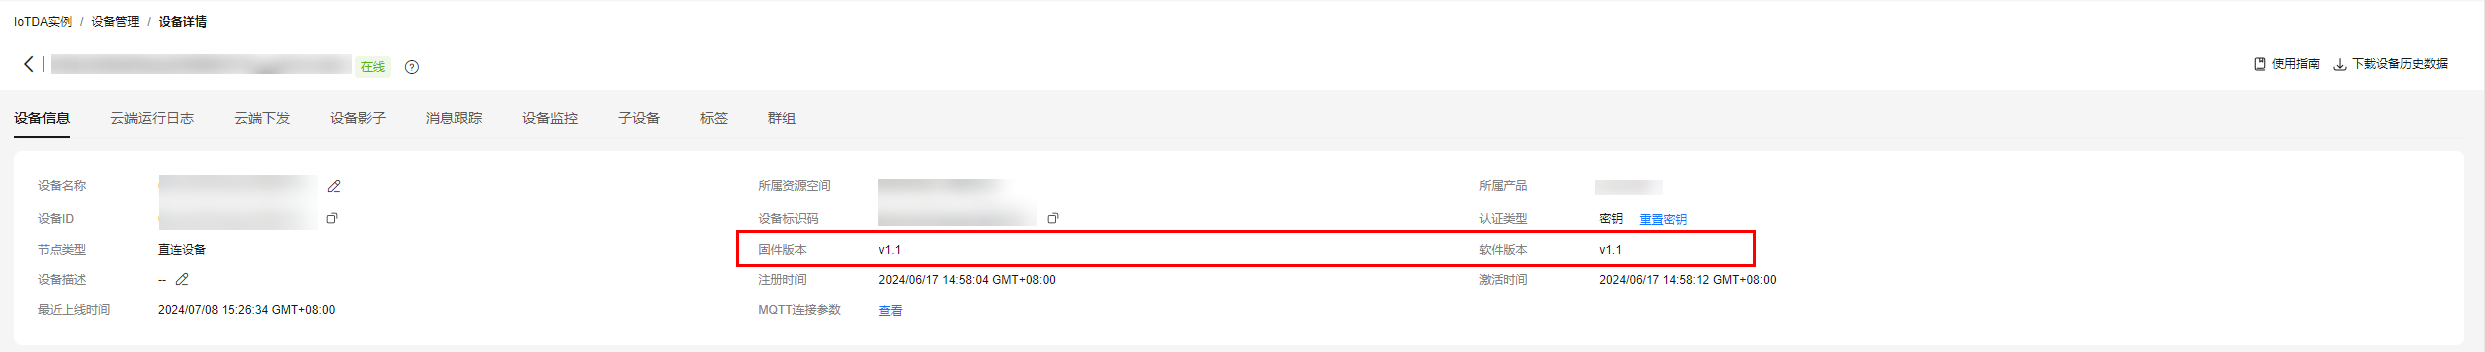 IoTDA实例 / 设备管理 / 设备详情
在线
使用指南 下载设备历史数据
设备信息 云端运行日志 云端下发 设备影子 消息跟踪 设备监控 子设备 标签 群组
设备名称 所属资源空间 所属产品
设备ID 设备标识码 认证类型 密钥 重置密钥
节点类型 直连设备 固件版本 v1.1 软件版本 v1.1
设备描述 -- 注册时间 2024/06/17 14:58:04 GMT+08:00 激活时间 2024/06/17 14:58:12 GMT+08:00
最近上线时间 2024/07/08 15:26:34 GMT+08:00 MQTT连接参数 查看